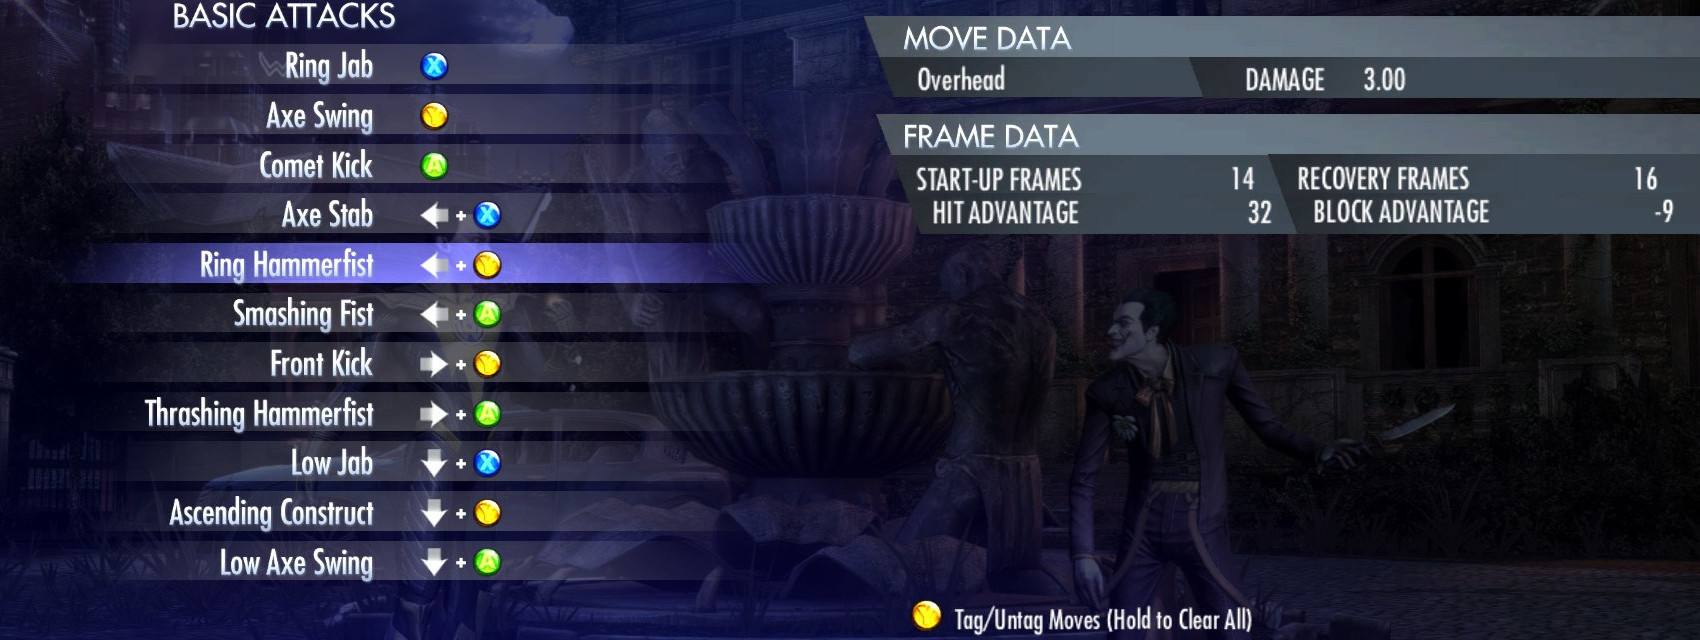 BASIC ATTACKS
Ring Jab X
Axe Swing Y
Comet Kick A
Axe Stab + X
Ring Hammerfist + Y
Smashing Fist + A
Front Kick + Y
Thrashing Hammerfist + A
Low Jab + X
Ascending Construct + Y
Low Axe Swing + A
MOVE DATA
Overhead DAMAGE 3.00
FRAME DATA
START-UP FRAMES 14 RECOVERY FRAMES 16
HIT ADVANTAGE 32 BLOCK ADVANTAGE -9
Y Tag/Untag Moves (Hold to Clear All)